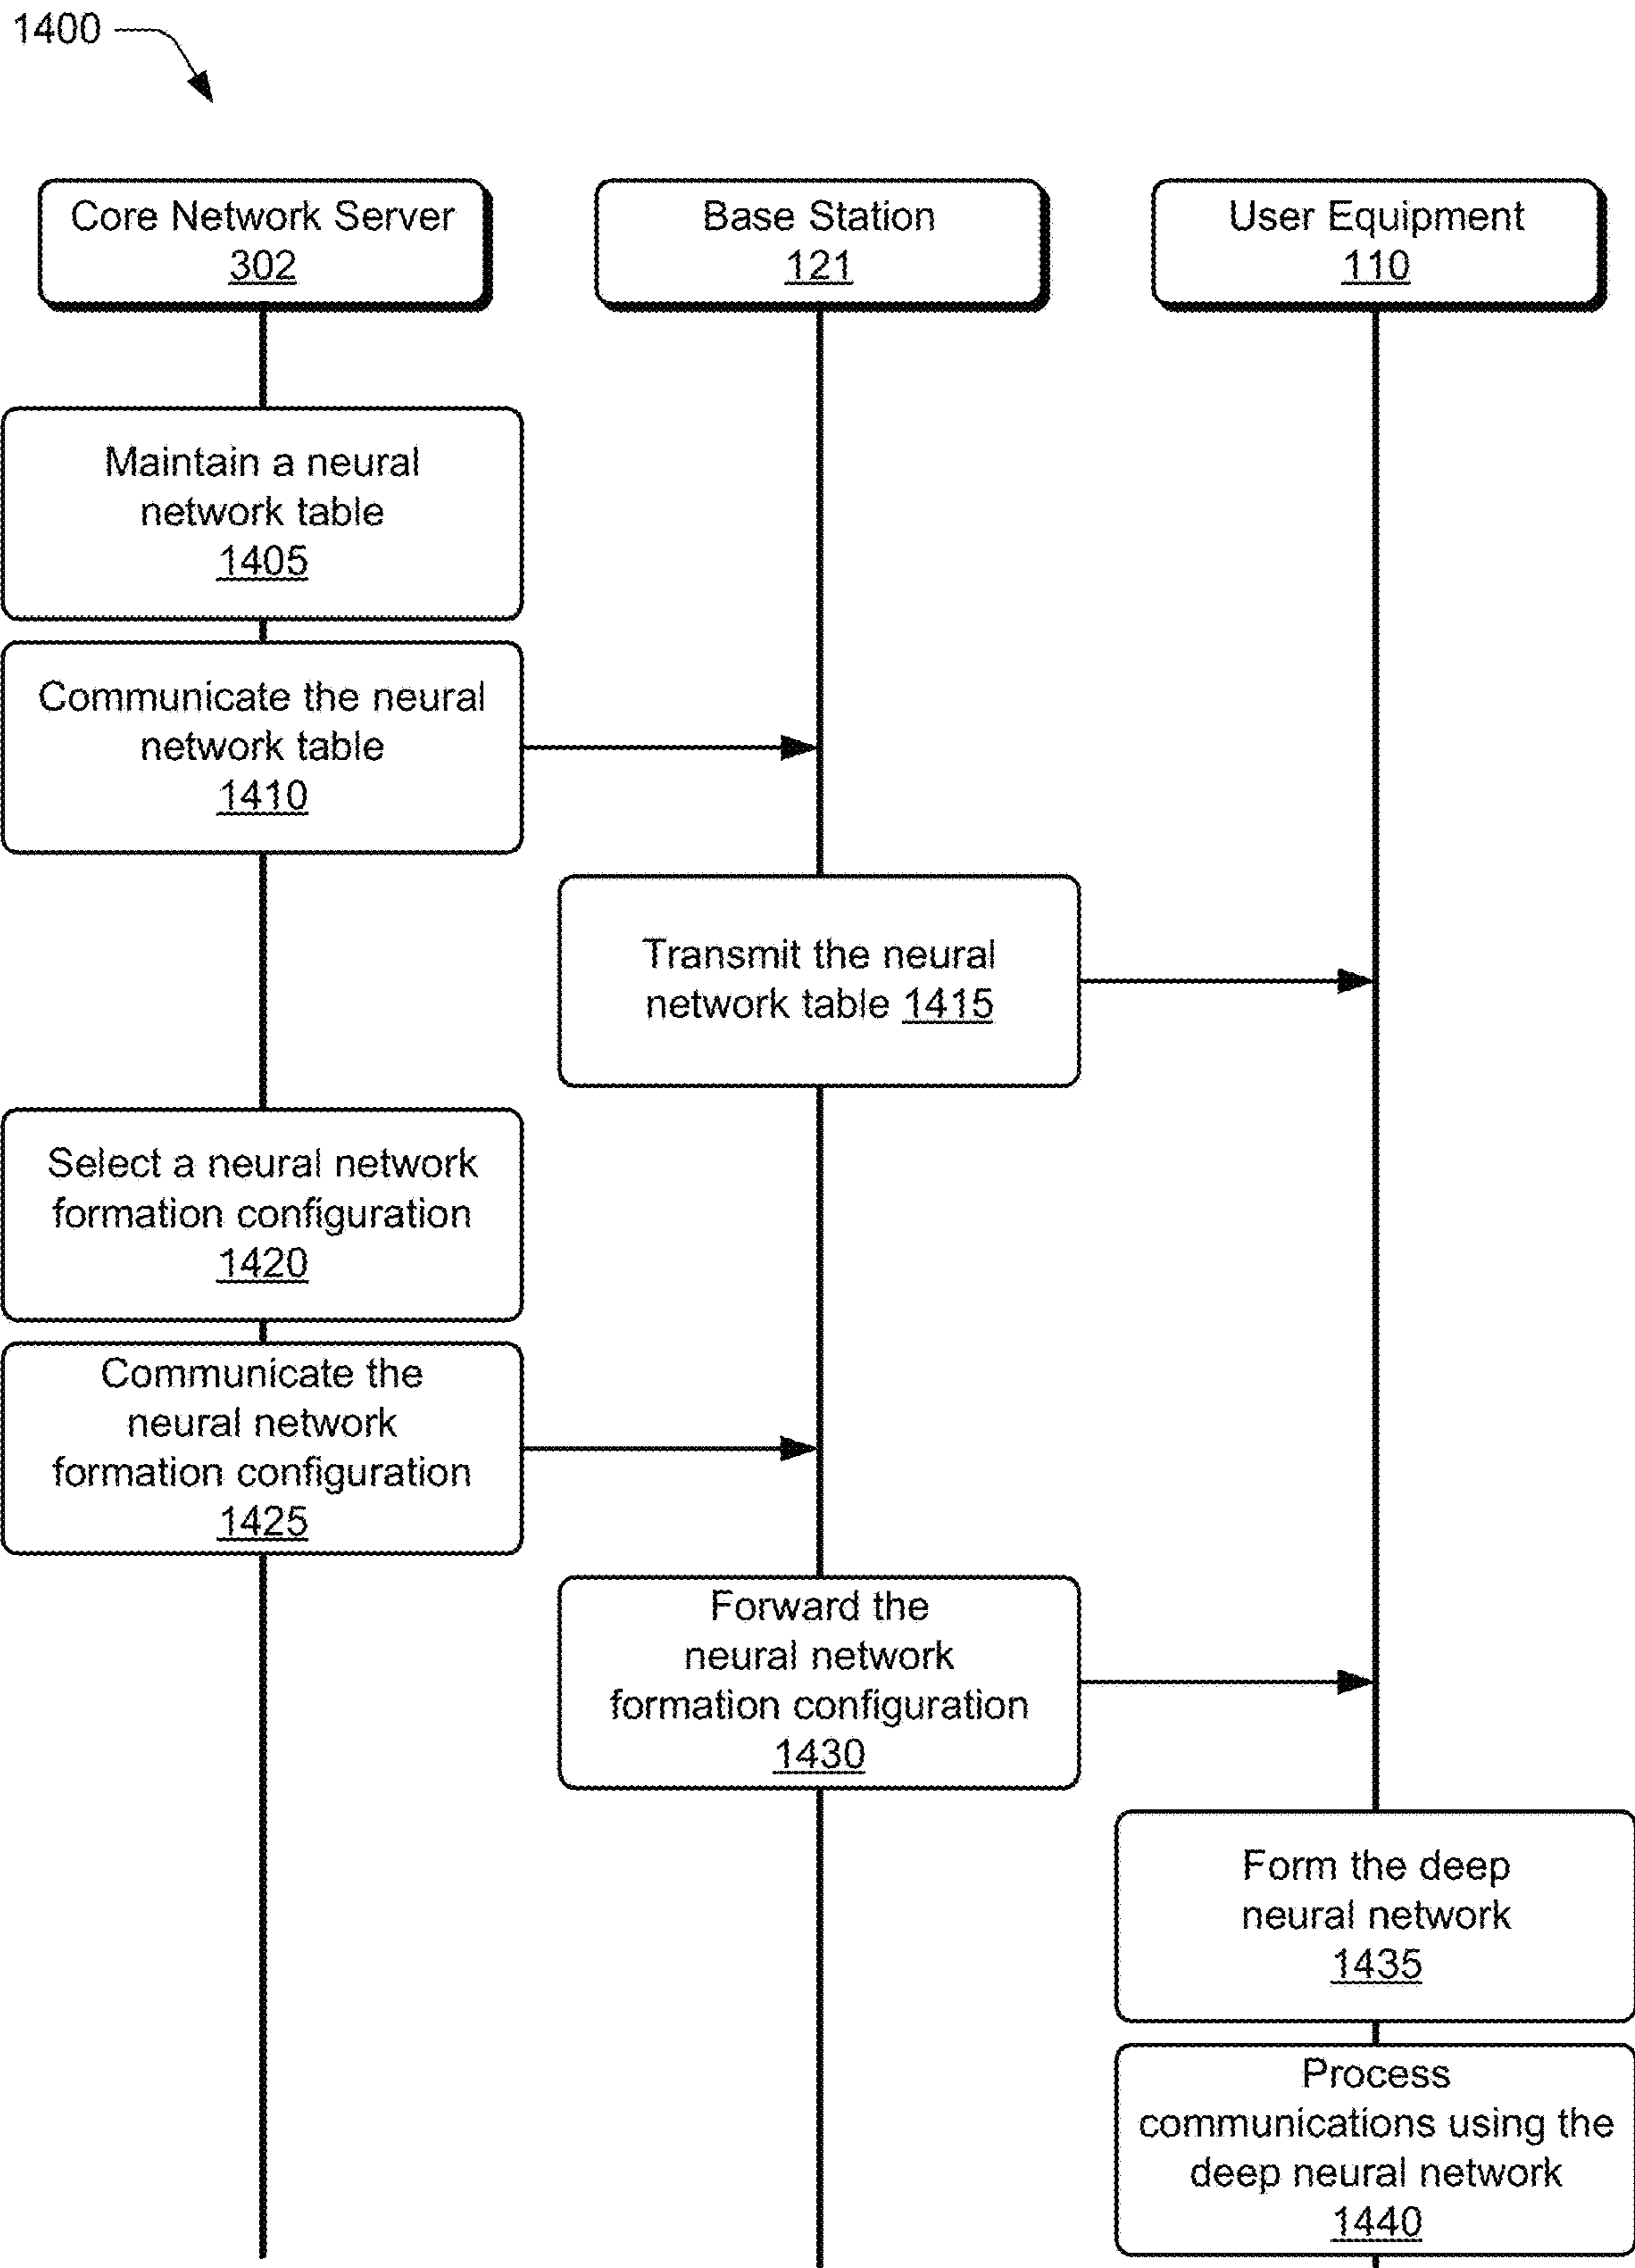 1400
Core Network Server
302
Base Station
121
User Equipment
110
Maintain a neural
network table
1405
Communicate the neural
network table
1410
Transmit the neural
network table 1415
Select a neural network
formation configuration
1420
Communicate the
neural network
formation configuration
1425
Forward the
neural network
formation configuration
1430
Form the deep
neural network
1435
Process
communications using the
deep neural network
1440